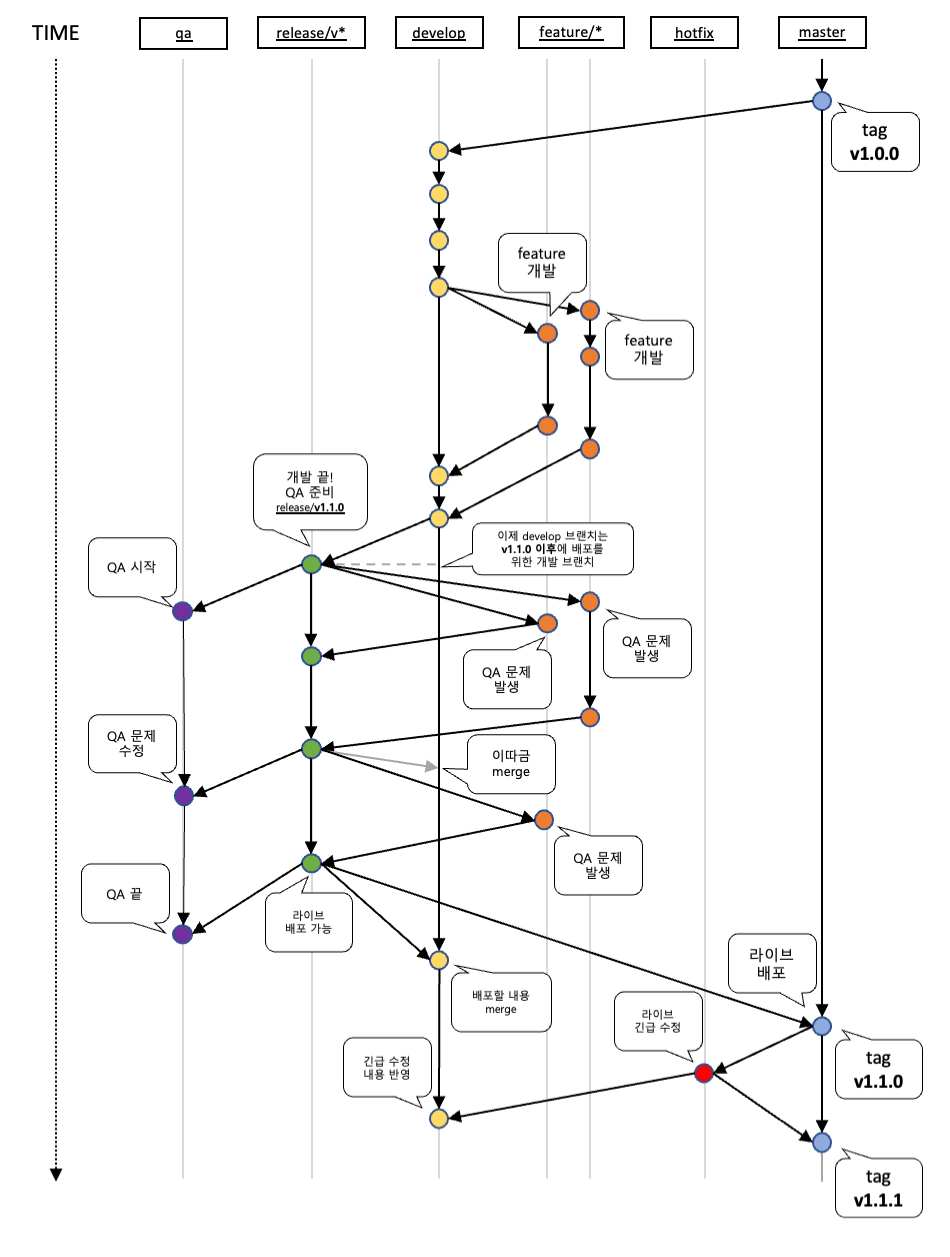 TIME
qa
release/v*
develop
feature/*
hotfix
master
tag
v1.0.0
feature
개발
feature
개발
개발 끝!
QA 준비
release/v1.1.0
이제 develop 브랜치는
v1.1.0 이후에 배포를
위한 개발 브랜치
QA 시작
QA 문제
발생
QA 문제
발생
QA 문제
수정
이따금
merge
QA 문제
발생
QA 끝
라이브
배포 가능
라이브
배포
배포할 내용
merge
라이브
긴급 수정
긴급 수정
내용 반영
tag
v1.1.0
tag
v1.1.1